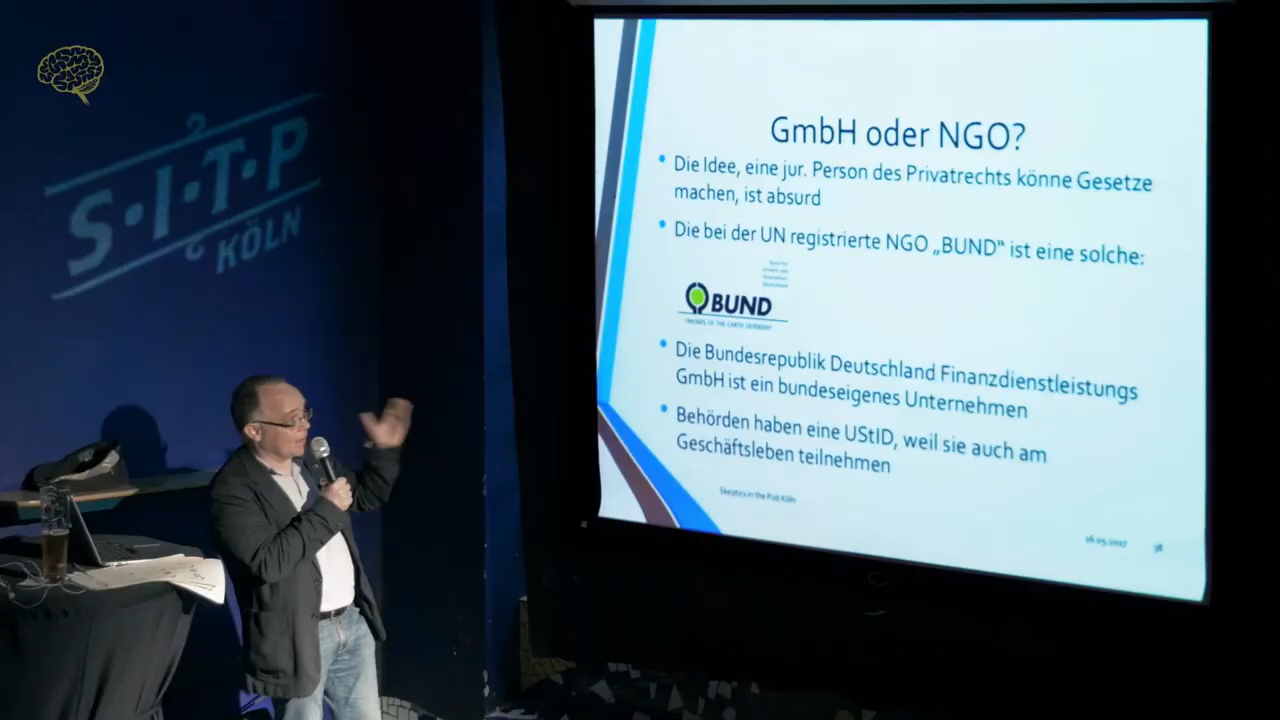 S·I·T·P
KÖLN
GmbH oder NGO?
• Die Idee, eine jur. Person des Privatrechts könne Gesetze
machen, ist absurd
• Die bei der UN registrierte NGO „BUND“ ist eine solche:
BUND
FRIENDS OF THE EARTH GERMANY
• Die Bundesrepublik Deutschland Finanzdienstleistungs
GmbH ist ein bundeseigenes Unternehmen
• Behörden haben eine UStID, weil sie auch am
Geschäftsleben teilnehmen
Skeptics in the Pub Köln